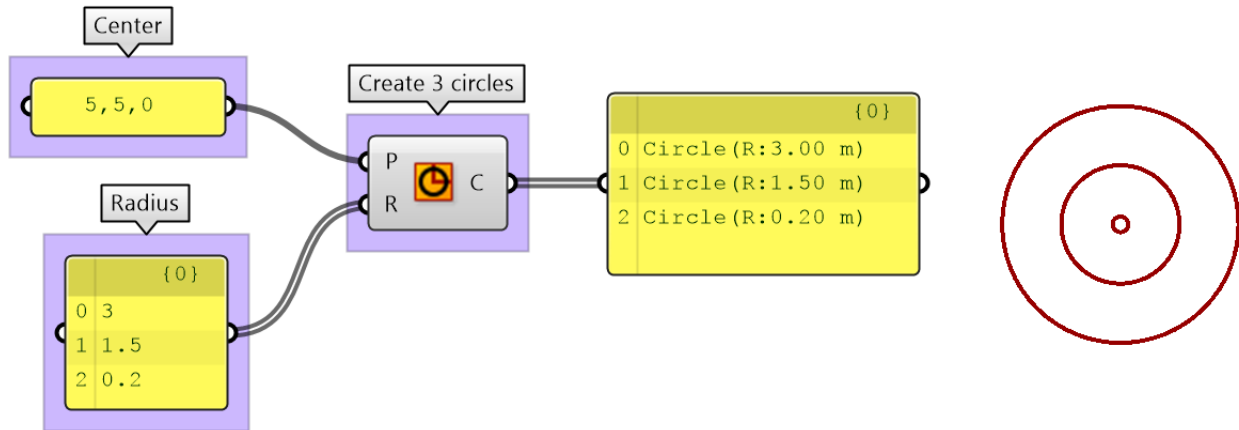 Center
5,5,0
Radius
{0}
0 3
1 1.5
2 0.2
Create 3 circles
P
R
C
{0}
0 Circle(R:3.00 m)
1 Circle(R:1.50 m)
2 Circle(R:0.20 m)